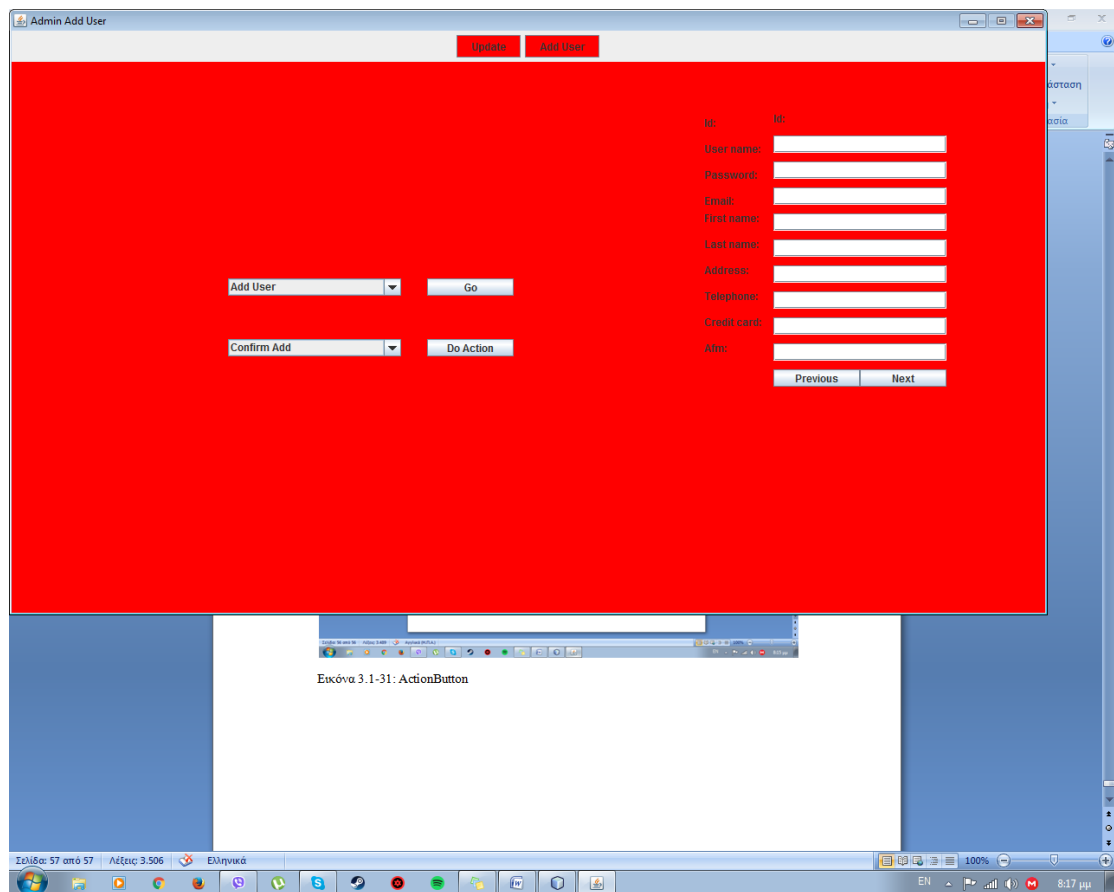 Admin Add User
Update Add User
άσταση
ασία
Id: Id:
User name:
Password:
Email:
First name:
Last name:
Address:
Telephone:
Credit card:
Afm:
Add User Go
Confirm Add Do Action
Previous Next
Εικόνα 3.1-31: ActionButton
Σελίδα: 57 από 57 Λέξεις: 3.506 Ελληνικά 100%
EN 8:17 μμ